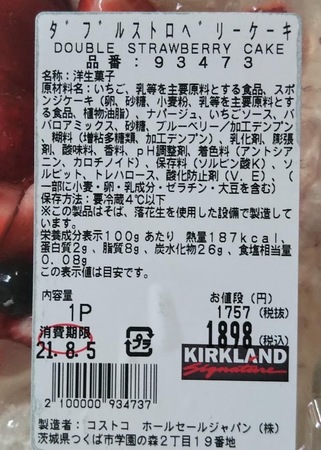 ダブルストロベリーケーキ
DOUBLE STRAWBERRY CAKE
品番:93473
名称:洋生菓子
原材料名:いちご、乳等を主要原料とする食品、スポ
ンジケーキ(卵、砂糖、小麦粉、乳等を主要原料と
する食品、植物油脂)、ナパージュ、いちごソース、ババ
ロアミックス、砂糖、ブルーベリー/加工デンプン
、糊料(増粘多糖類、加工デンプン)、乳化剤、膨張
剤、酸味料、香料、pH調整剤、着色料(アントシア
ニン、カロチノイド)、保存料(ソルビン酸K)、ソ
ルビット、トレハロース、酸化防止剤(V.E)、(
一部に小麦・卵・乳成分・ゼラチン・大豆を含む)
保存方法:要冷蔵4℃以下
※この製品はそば、落花生を使用した設備で製造して
います。
栄養成分表示100gあたり 熱量187kcal、
蛋白質2g、脂質8g、炭水化物26g、食塩相当量
0.08g
この表示値は目安です。
内容量 お値段(円)
1P 1757(税抜)
消費期限 1898(税込)
21.8.5
KIRKLAND
Signature
プラ
2 100000 934737
製造者:コストコ ホールセールジャパン(株)
茨城県つくば市学園の森2丁目19番地